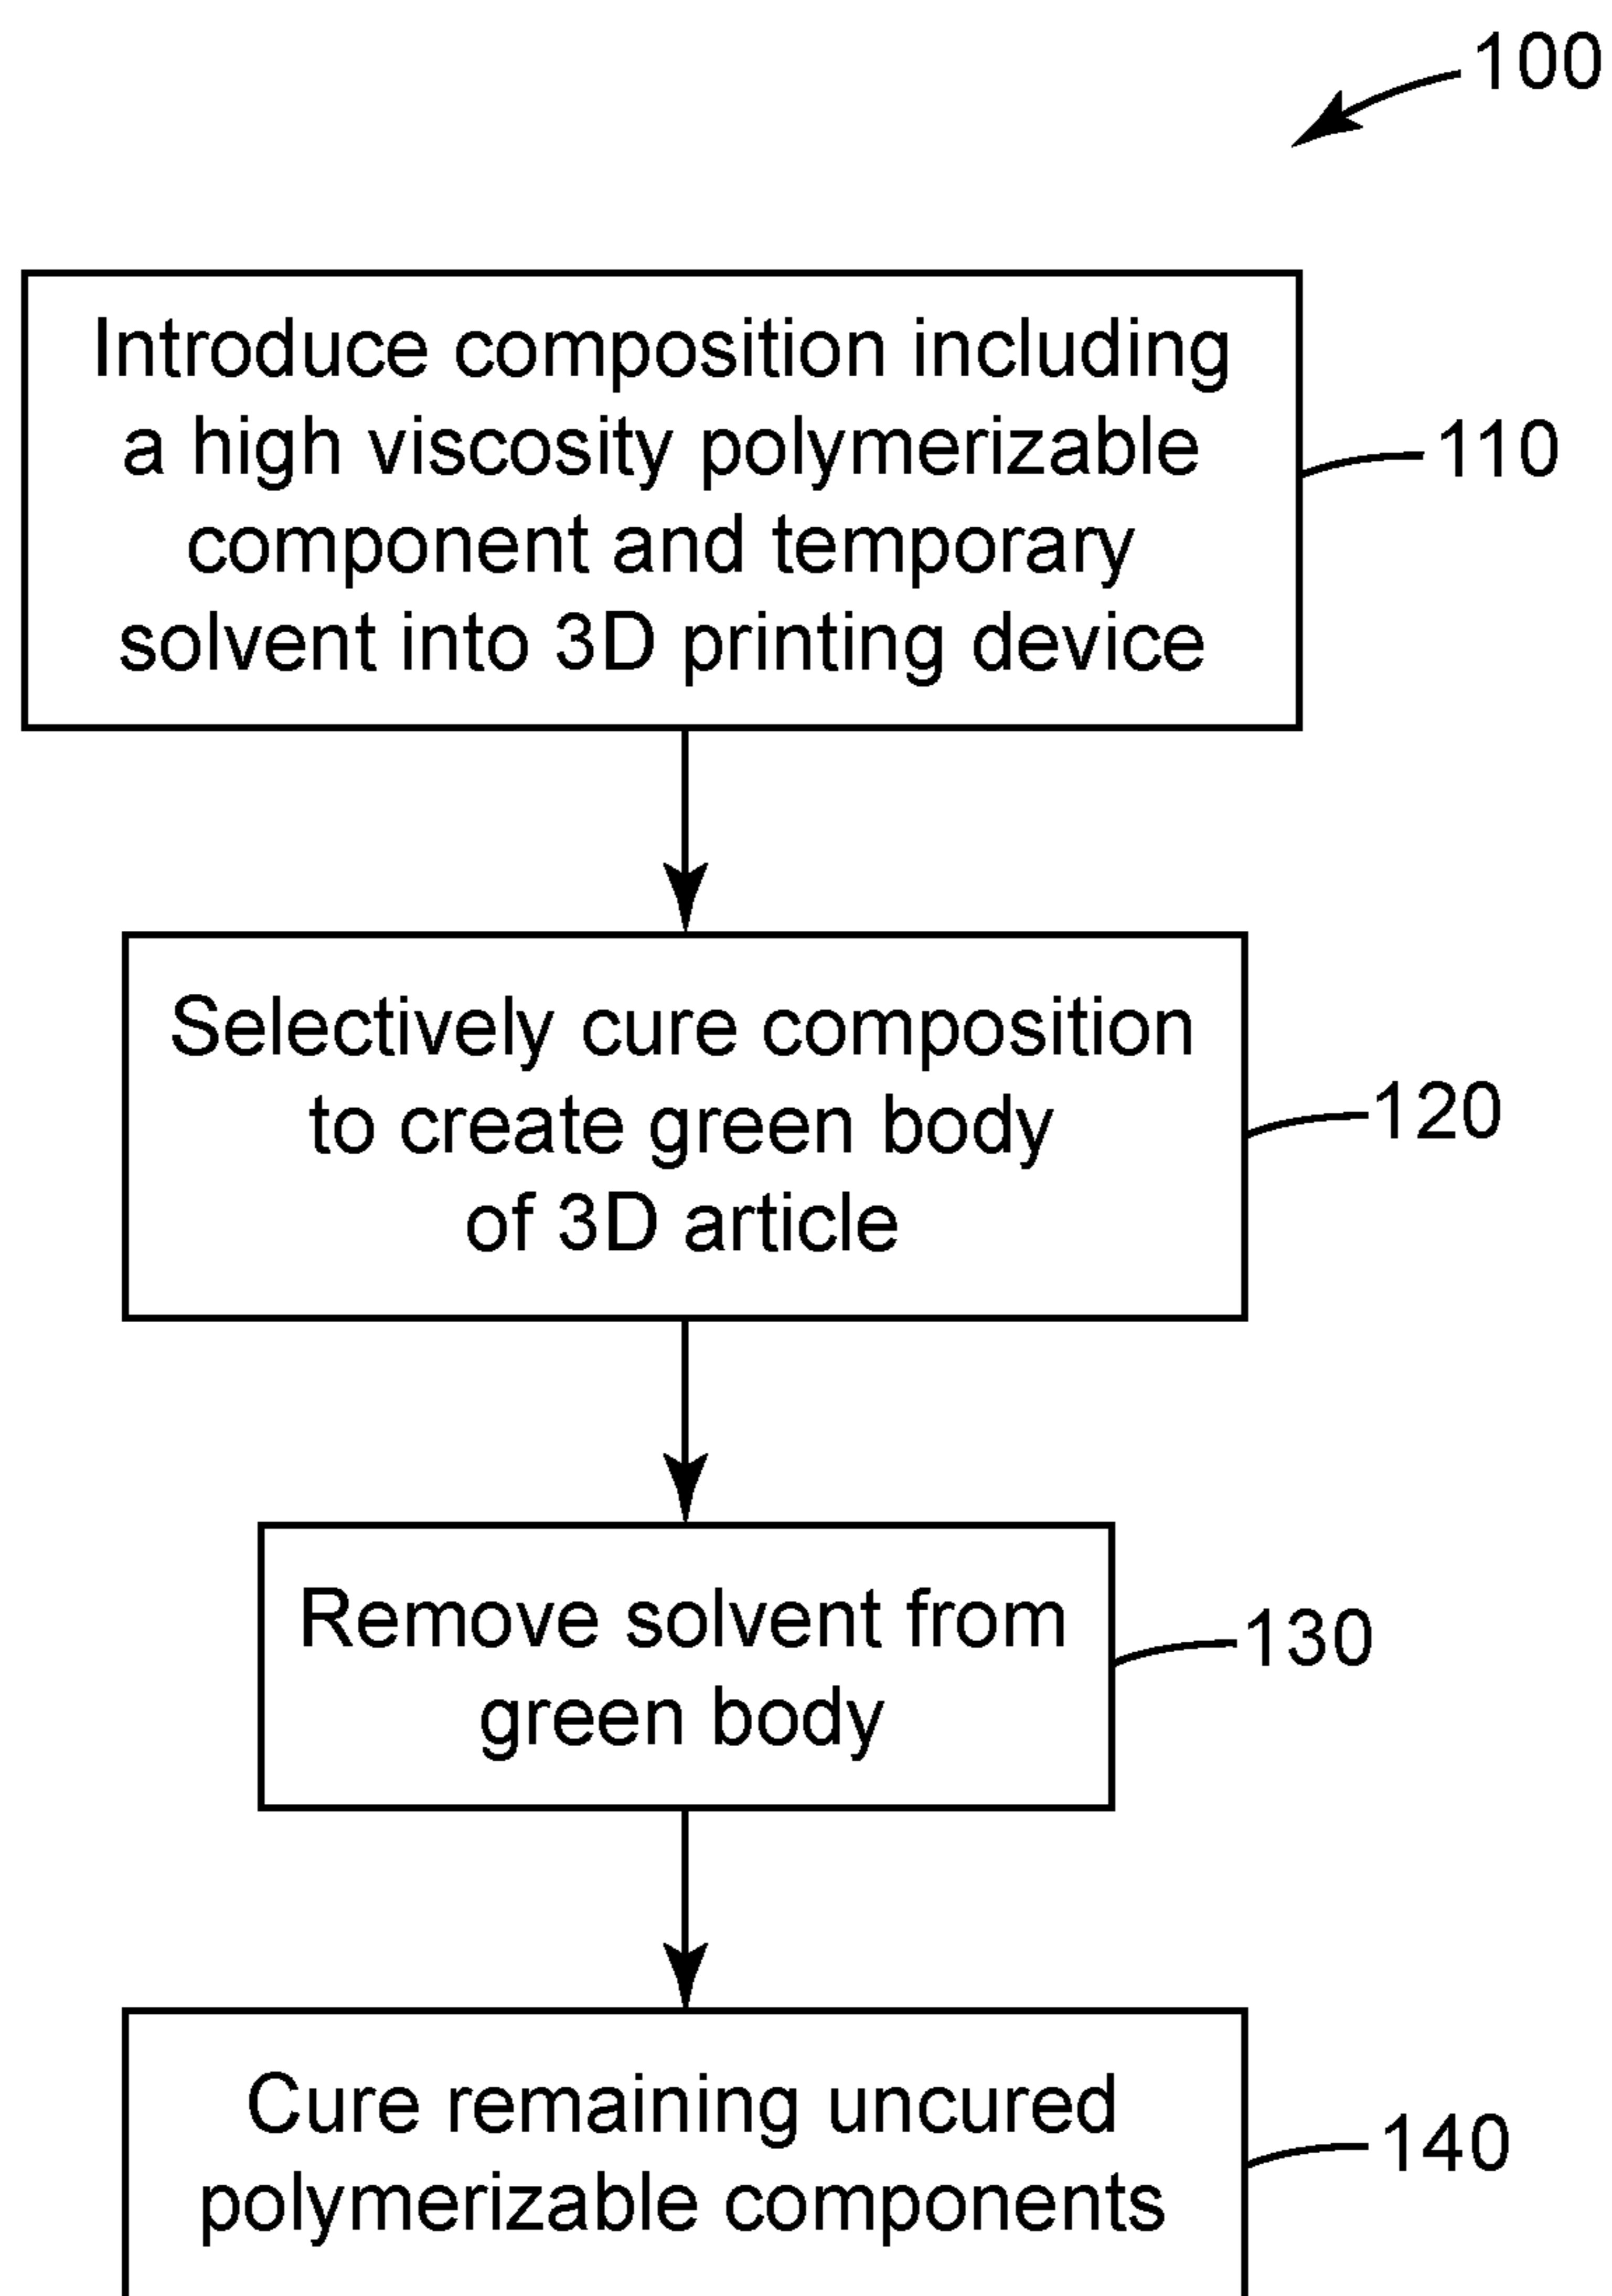 100
Introduce composition including
a high viscosity polymerizable
component and temporary
solvent into 3D printing device
110
Selectively cure composition
to create green body
of 3D article
120
Remove solvent from
green body
130
Cure remaining uncured
polymerizable components
140